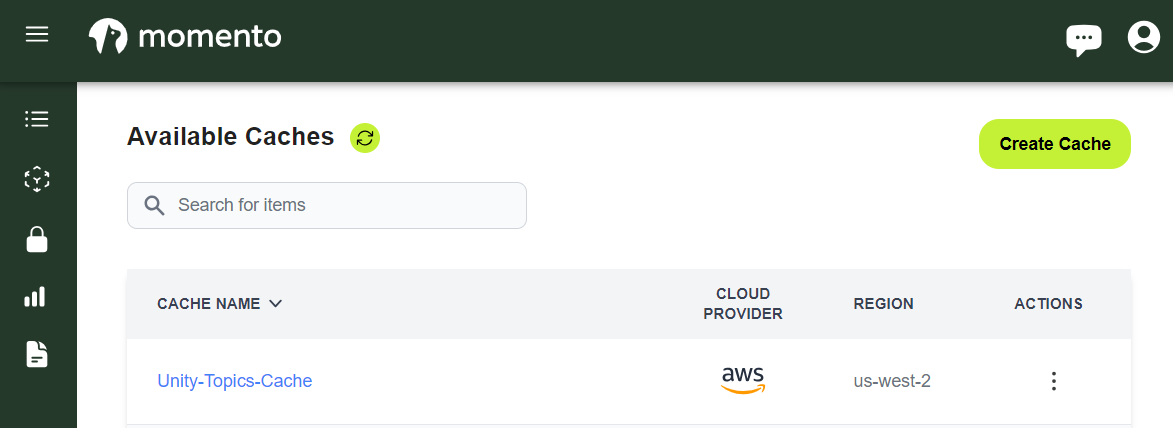 momento
Available Caches
Create Cache
Search for items
CACHE NAME
CLOUD
PROVIDER
REGION
ACTIONS
Unity-Topics-Cache
aws
us-west-2